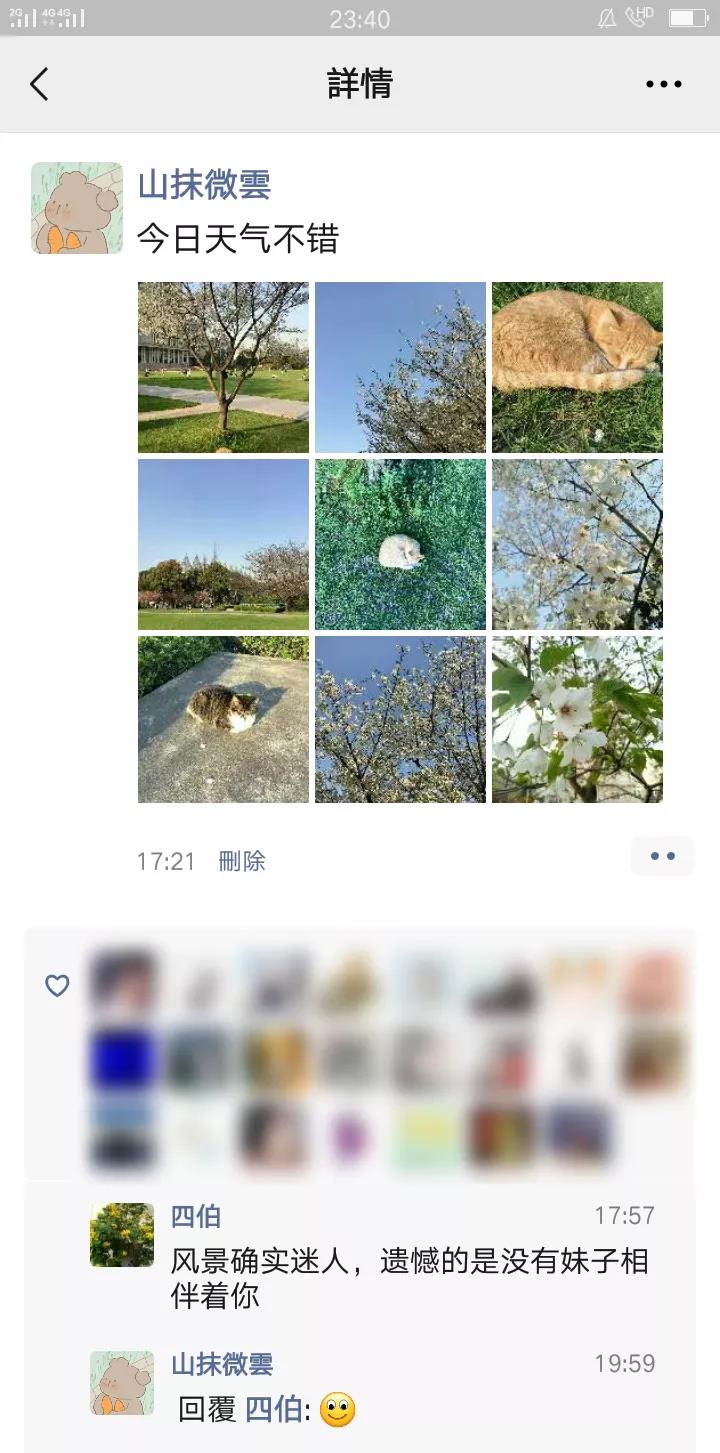 2G 4G 4G 23:40 HD
詳情
山抹微雲
今日天气不错
17:21 刪除
四伯 17:57
风景确实迷人，遗憾的是没有妹子相
伴着你
山抹微雲 19:59
回覆 四伯: